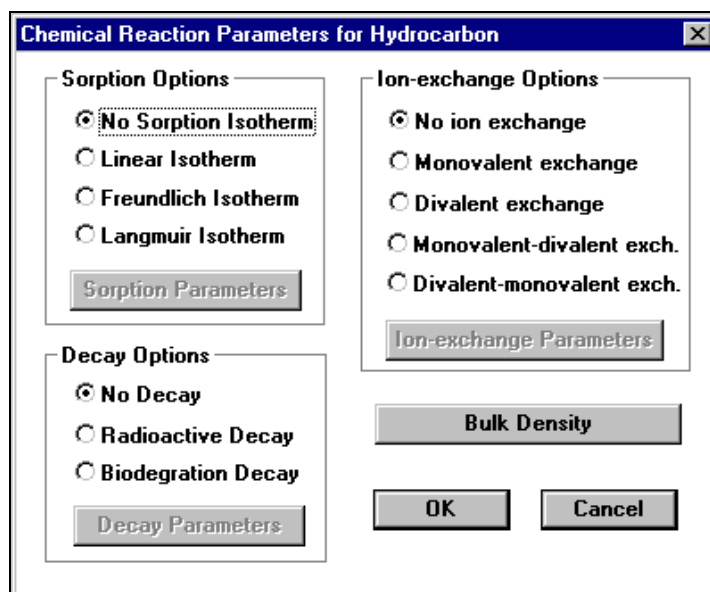 Chemical Reaction Parameters for Hydrocarbon
Sorption Options
No Sorption Isotherm
Linear Isotherm
Freundlich Isotherm
Langmuir Isotherm
Sorption Parameters
Decay Options
No Decay
Radioactive Decay
Biodegration Decay
Decay Parameters
Ion-exchange Options
No ion exchange
Monovalent exchange
Divalent exchange
Monovalent-divalent exch.
Divalent-monovalent exch.
Ion-exchange Parameters
Bulk Density
OK
Cancel